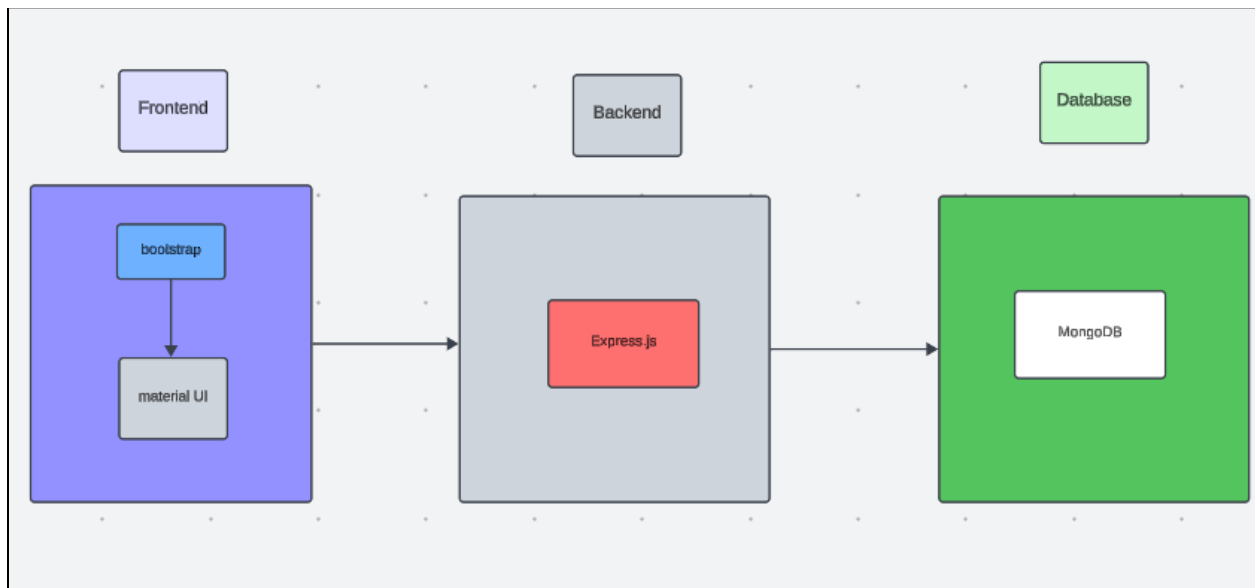 Frontend
Backend
Database
bootstrap
material UI
Express.js
MongoDB